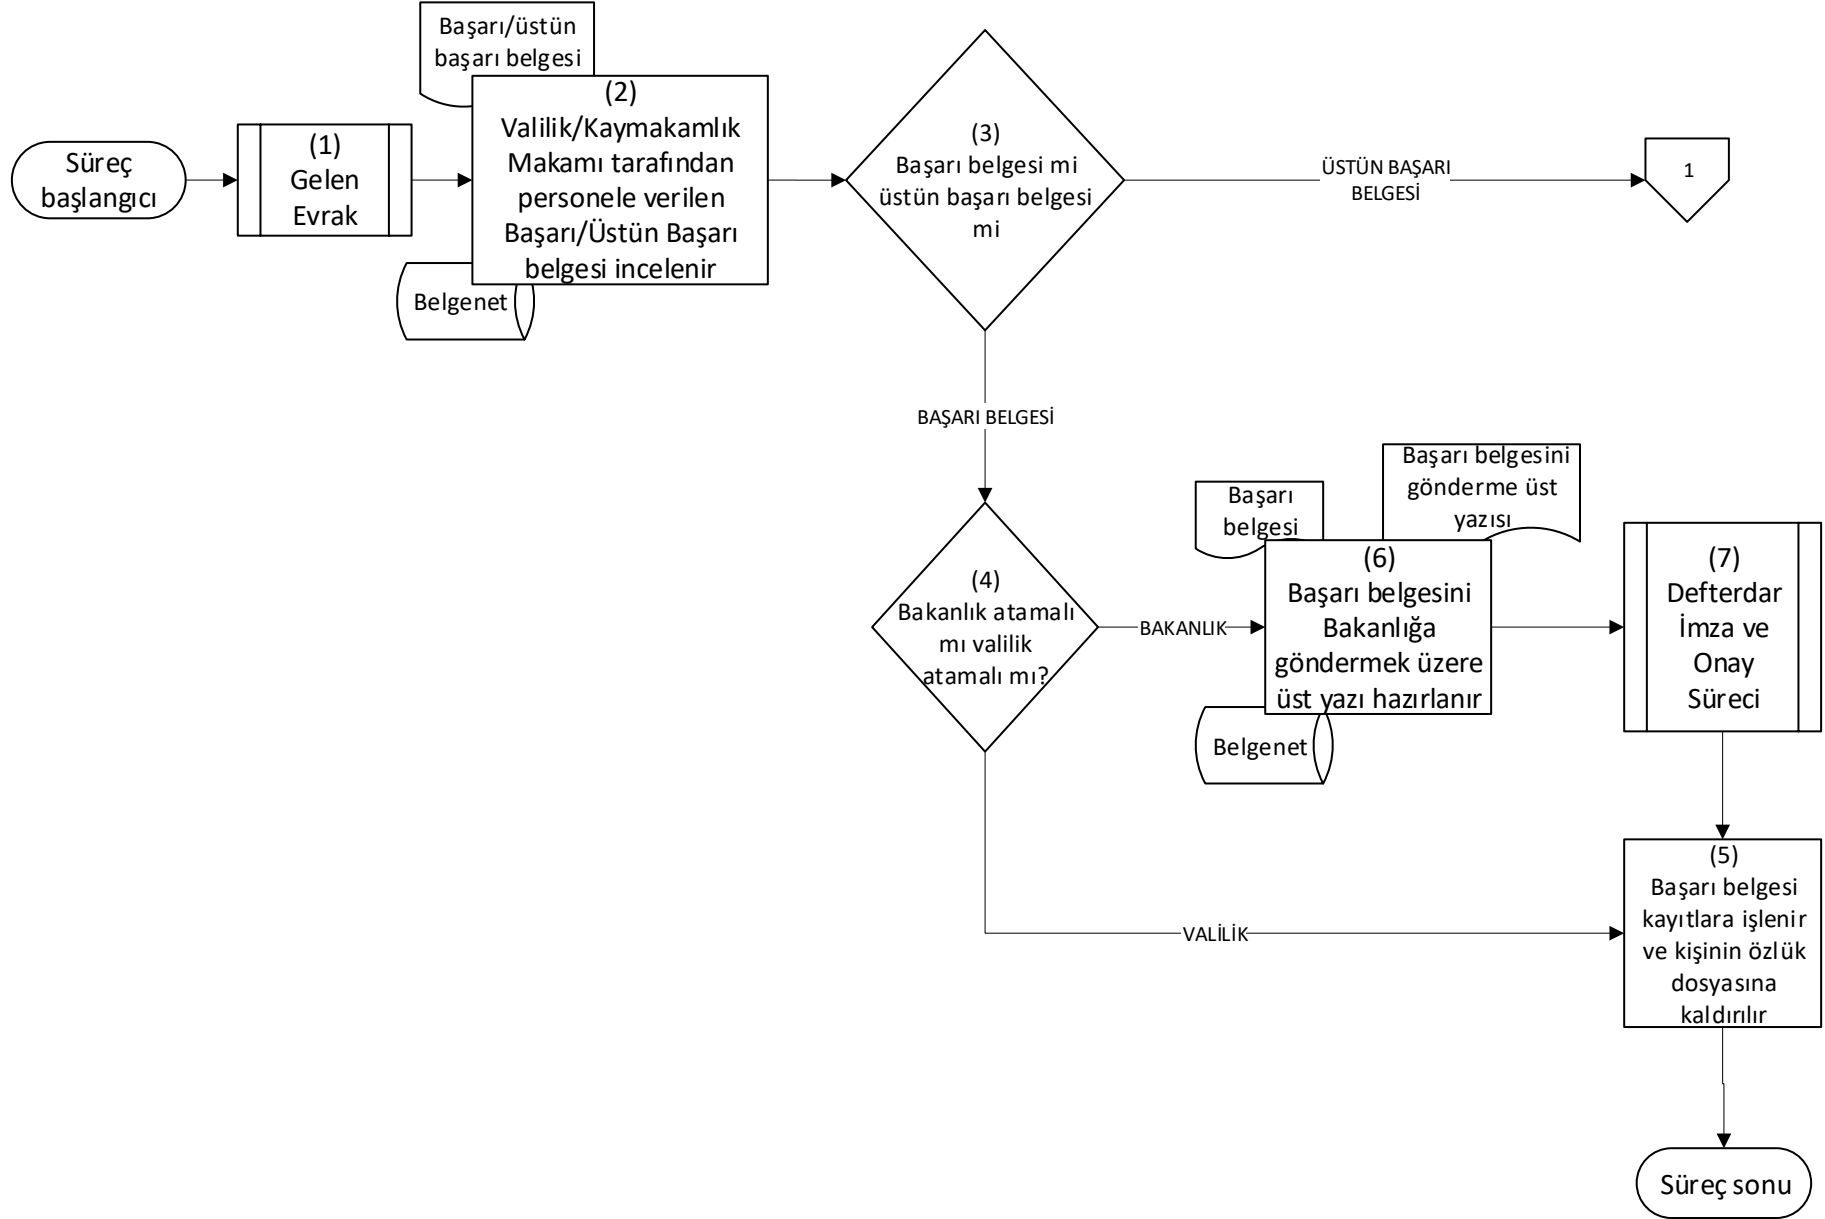 Başarı/üstün
başarı belgesi
Süreç
başlangıcı
(1)
Gelen
Evrak
(2)
Valilik/Kaymakamlık
Makamı tarafından
personele verilen
Başarı/Üstün Başarı
belgesi incelenir
Belgenet
(3)
Başarı belgesi mi
üstün başarı belgesi
mi
ÜSTÜN BAŞARI
BELGESİ
1
BAŞARI BELGESİ
(4)
Bakanlık atamalı
mı valilik
atamalı mı?
BAKANLIK
Başarı
belgesi
Başarı belgesini
gönderme üst
yazısı
(6)
Başarı belgesini
Bakanlığa
göndermek üzere
üst yazı hazırlanır
Belgenet
(7)
Defterdar
İmza ve
Onay
Süreci
VALİLİK
(5)
Başarı belgesi
kayıtlara işlenir
ve kişinin özlük
dosyasına
kaldırılır
Süreç sonu